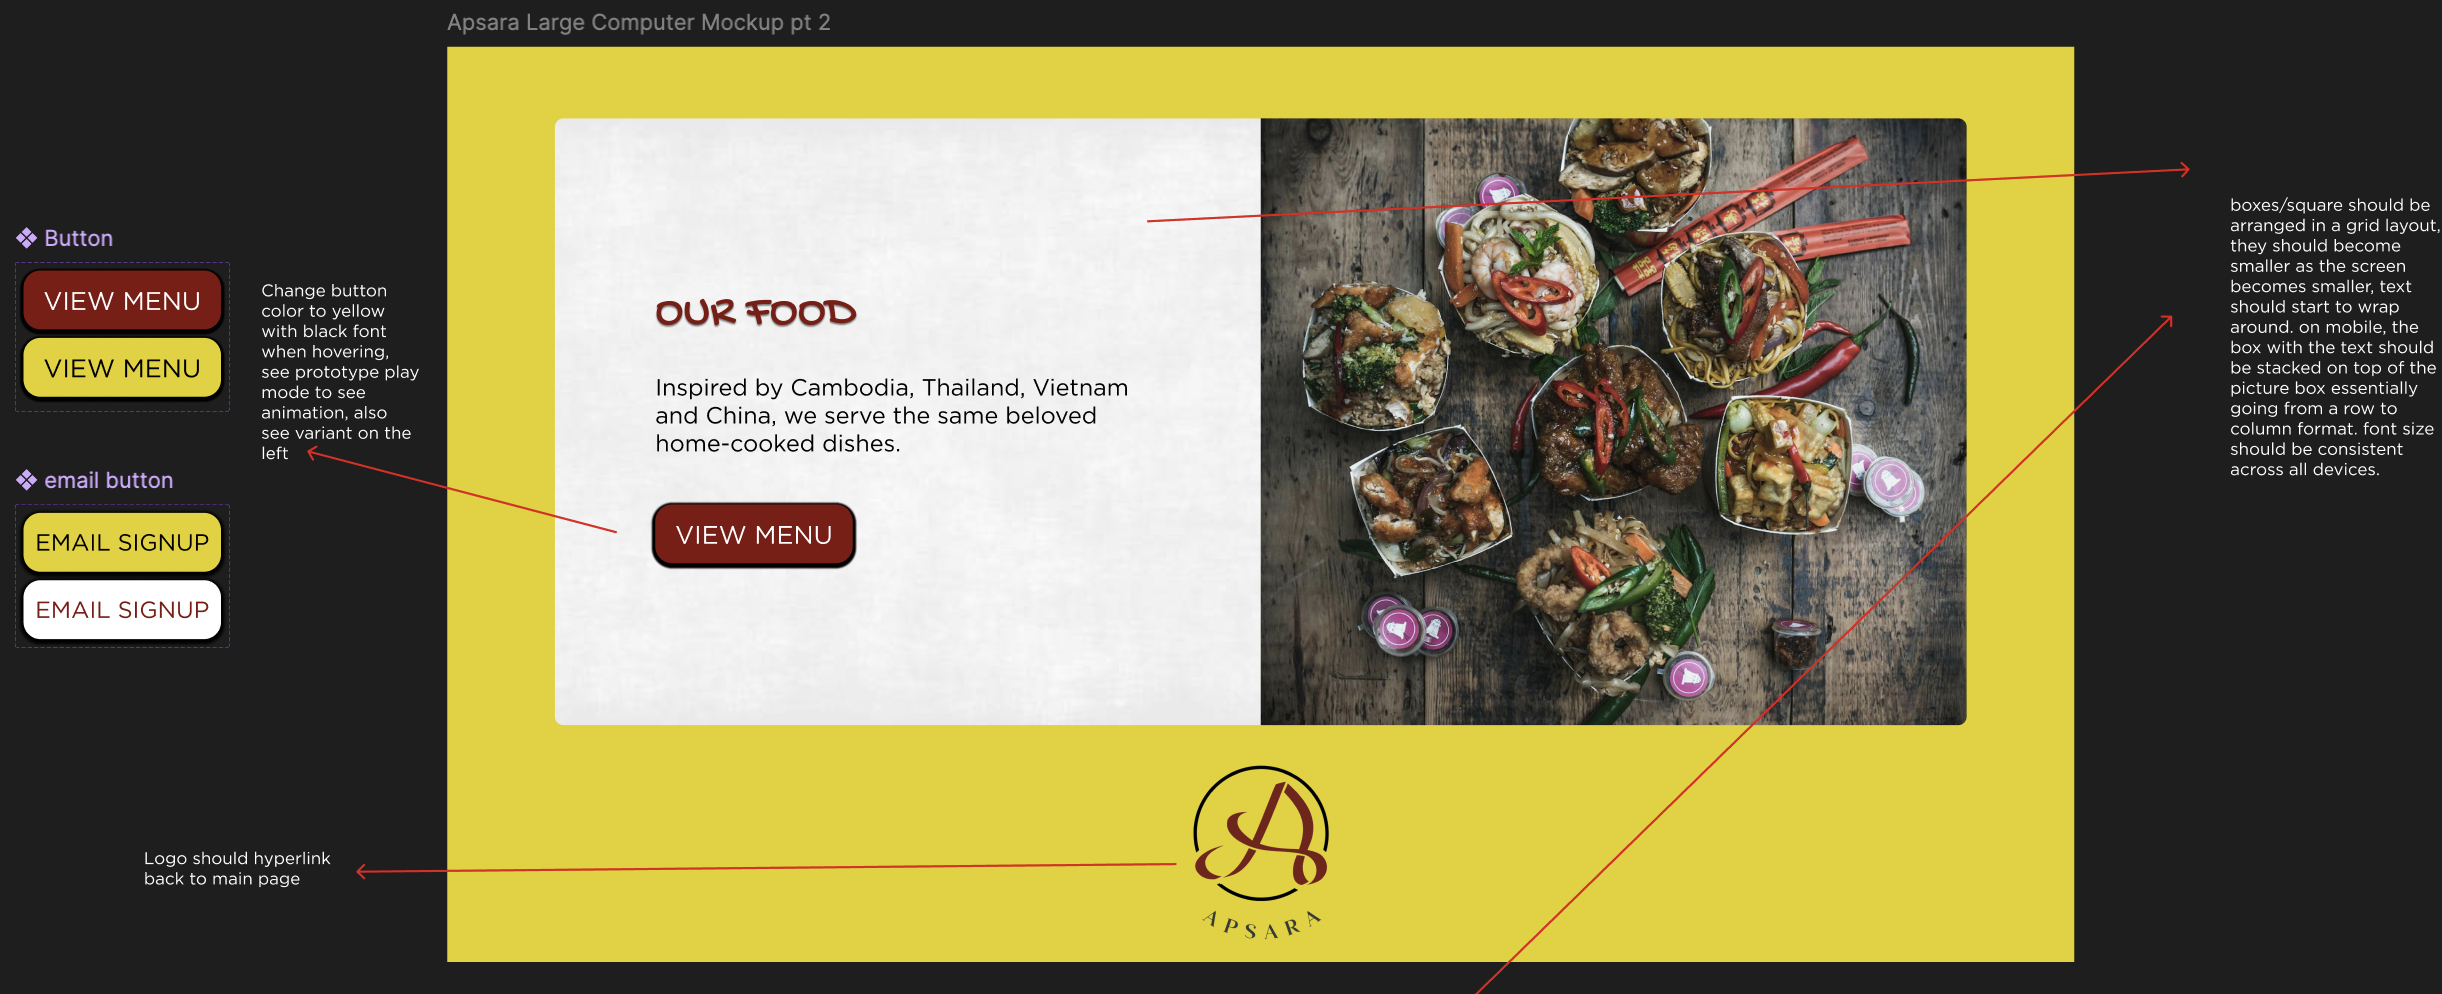 Apsara Large Computer Mockup pt 2
Button
VIEW MENU
VIEW MENU
Change button
color to yellow
with black font
when hovering,
see prototype play
mode to see
animation, also
see variant on the
left
email button
EMAIL SIGNUP
EMAIL SIGNUP
OUR FOOD
Inspired by Cambodia, Thailand, Vietnam
and China, we serve the same beloved
home-cooked dishes.
VIEW MENU
boxes/square should be
arranged in a grid layout,
they should become
smaller as the screen
becomes smaller, text
should start to wrap
around. on mobile, the
box with the text should
be stacked on top of the
picture box essentially
going from a row to
column format. font size
should be consistent
across all devices.
Logo should hyperlink
back to main page
APSARA